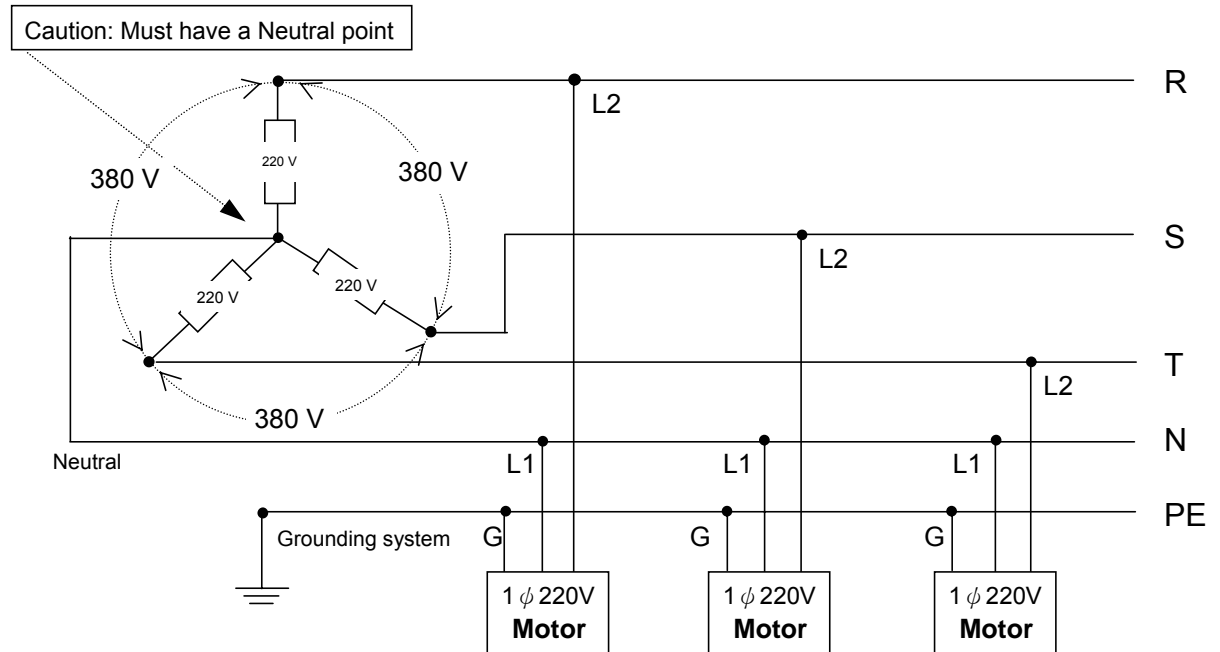 Caution: Must have a Neutral point
R
L2
220 V
380 V
380 V
S
L2
220 V
220 V
T
L2
380 V
N
Neutral
L1
L1
L1
PE
Grounding system
G
G
G
1 ϕ 220V
Motor
1 ϕ 220V
Motor
1 ϕ 220V
Motor